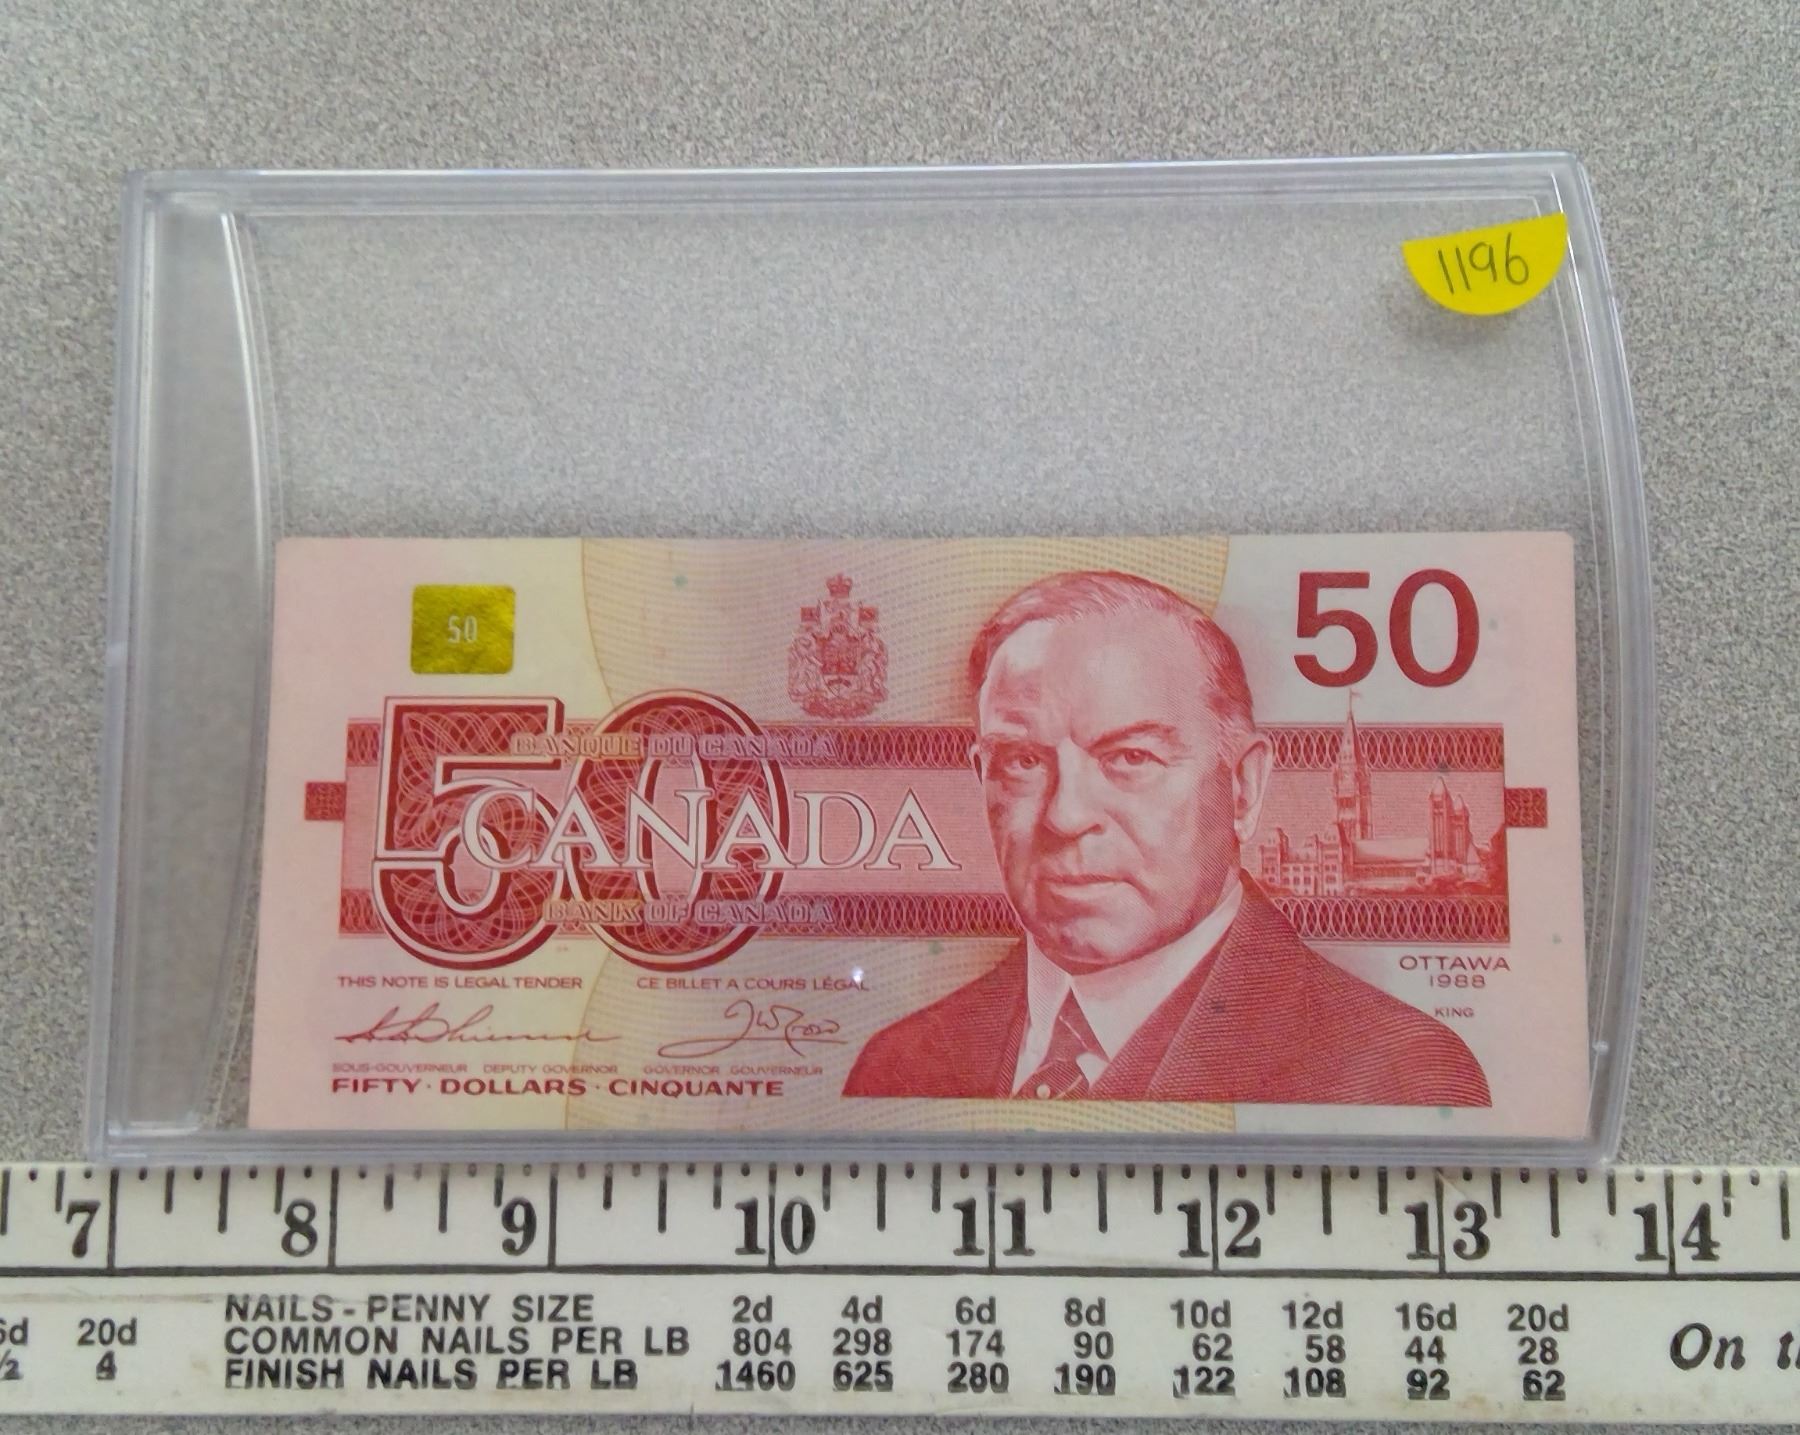 1196
50
50
50
BANQUE DU CANADA
CANADA
BANK OF CANADA
THIS NOTE IS LEGAL TENDER CE BILLET A COURS LÉGAL
OTTAWA
1988
KING
SOUS-GOUVERNEUR DEPUTY GOVERNOR GOVERNOR GOUVERNEUR
FIFTY · DOLLARS · CINQUANTE
7 8 9 10 11 12 13 14
NAILS - PENNY SIZE 2d 4d 6d 8d 10d 12d 16d 20d
20d COMMON NAILS PER LB 804 298 174 90 62 58 44 28
4 FINISH NAILS PER LB 1460 625 280 190 122 108 92 62
On